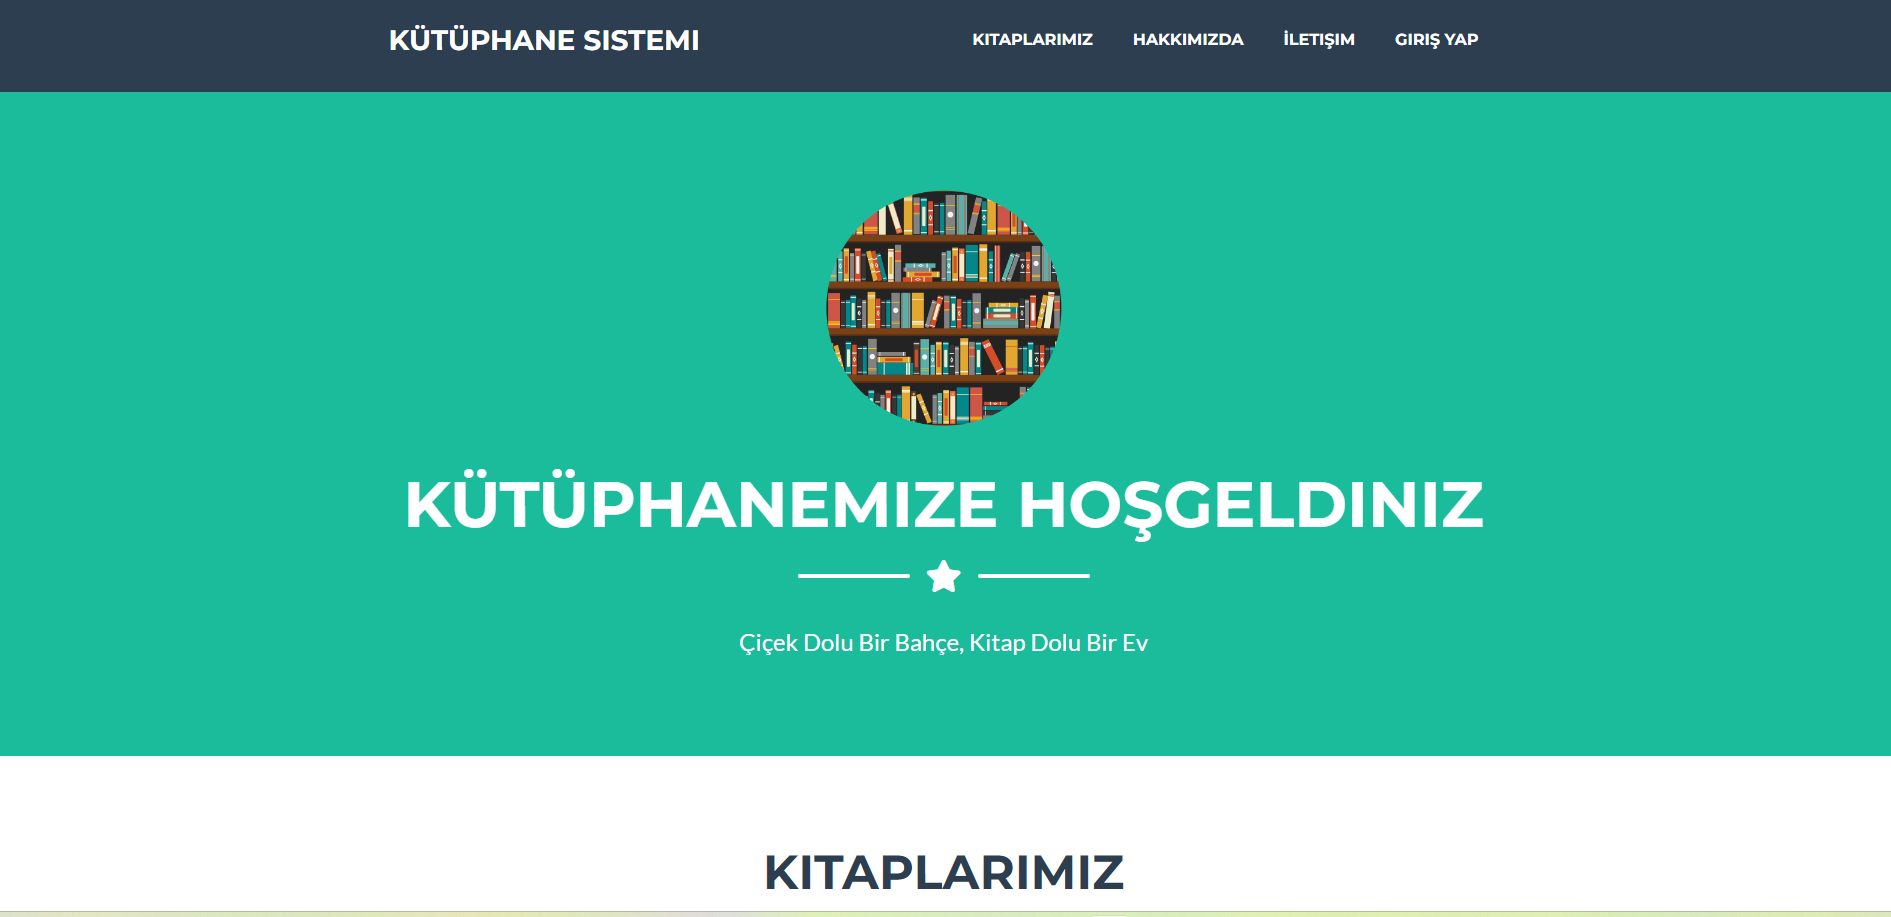 KÜTÜPHANE SISTEMI
KITAPLARIMIZ HAKKIMIZDA İLETIŞIM GIRIŞ YAP
KÜTÜPHANEMIZE HOŞGELDINIZ
Çiçek Dolu Bir Bahçe, Kitap Dolu Bir Ev
KITAPLARIMIZ